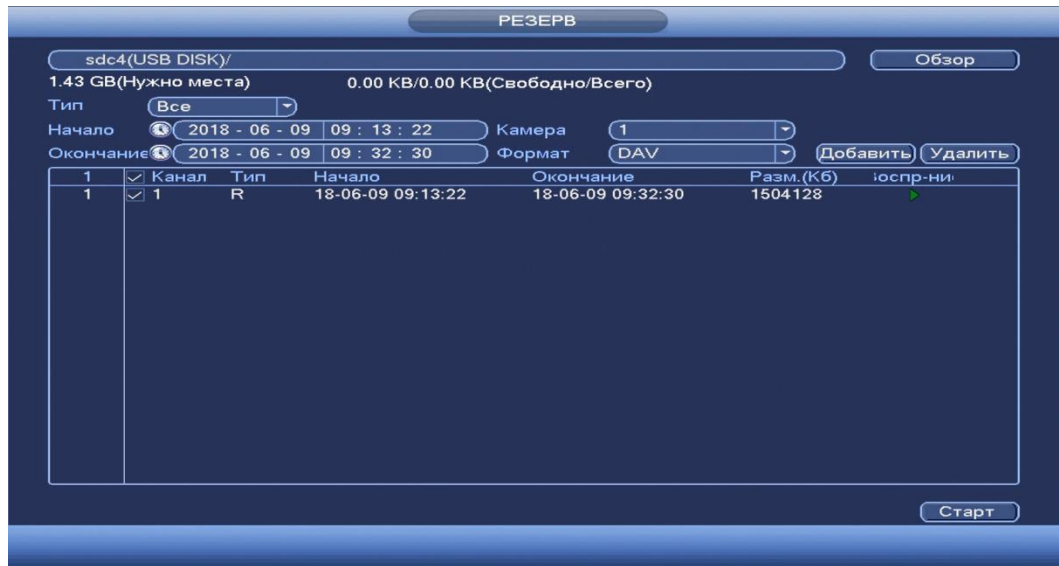 РЕЗЕРВ
sdc4(USB DISK)/ Обзор
1.43 GB(Нужно места) 0.00 KB/0.00 KB(Свободно/Всего)
Тип Все
Начало 2018 - 06 - 09 09 : 13 : 22 Камера 1
Окончание 2018 - 06 - 09 09 : 32 : 30 Формат DAV Добавить Удалить
1 Канал Тип Начало Окончание Разм.(Кб)
1 1 R 18-06-09 09:13:22 18-06-09 09:32:30 1504128
Старт